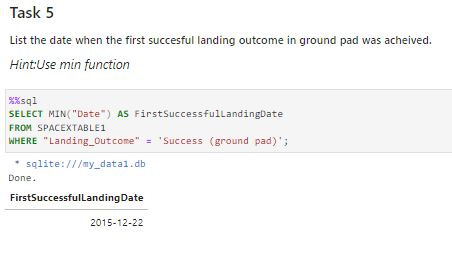 Task 5
List the date when the first succesful landing outcome in ground pad was acheived.
Hint:Use min function
%%sql
SELECT MIN("Date") AS FirstSuccessfulLandingDate
FROM SPACEXTABLE1
WHERE "Landing_Outcome" = 'Success (ground pad)';
* sqlite:///my_data1.db
Done.
FirstSuccessfulLandingDate
2015-12-22